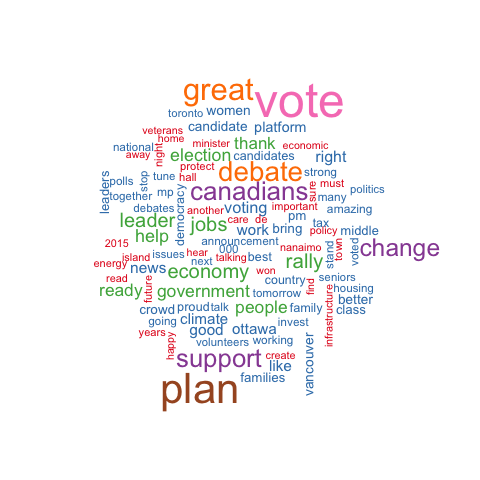 great vote
toronto women
veterans candidate platform
home
national right minister thank economic
away election candidates right
protect
polls stop tune hall debate strong
leaders mp canadians sure must politics
together another voting important many
debates democracy care de pm amazing
leader jobs work bring tax policy middle
help announcement
2015 island issues hear 000 nanaimo stand town voted change
next talking best rally
energy news economy won
read future country find seniors
ready government tomorrow housing
proud talk people family infrastructure better
crowd climate invest class
going good ottawa
years volunteers working
happy support create like vancouver
plan families